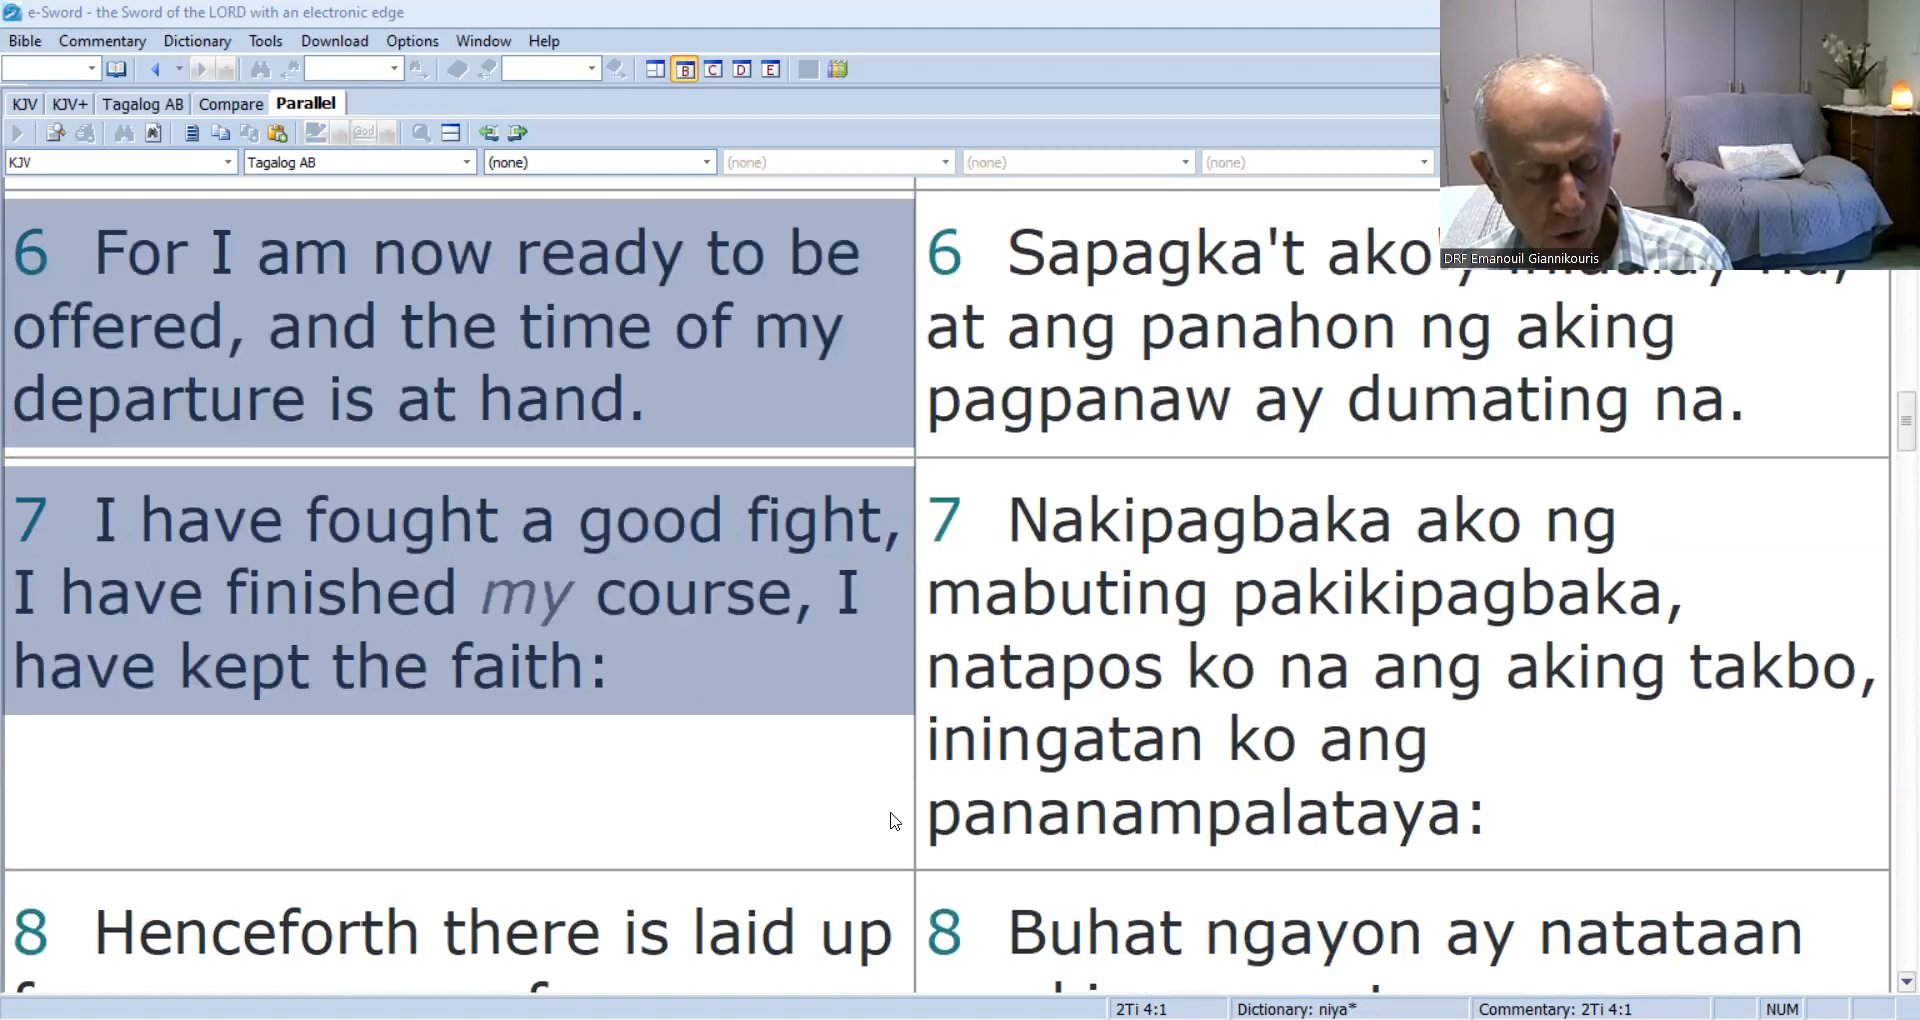 e-Sword - the Sword of the LORD with an electronic edge
Bible Commentary Dictionary Tools Download Options Window Help
B C D E
KJV KJV+ Tagalog AB Compare Parallel
KJV Tagalog AB (none) (none) (none) (none)
6 For I am now ready to be
offered, and the time of my
departure is at hand.
7 I have fought a good fight,
I have finished my course, I
have kept the faith:
8 Henceforth there is laid up
6 Sapagka't ako'y
at ang panahon ng aking
pagpanaw ay dumating na.
7 Nakipagbaka ako ng
mabuting pakikipagbaka,
natapos ko na ang aking takbo,
iningatan ko ang
pananampalataya:
8 Buhat ngayon ay natataan
DRF Emanouil Giannikouris
2Ti 4:1 Dictionary: niya* Commentary: 2Ti 4:1 NUM